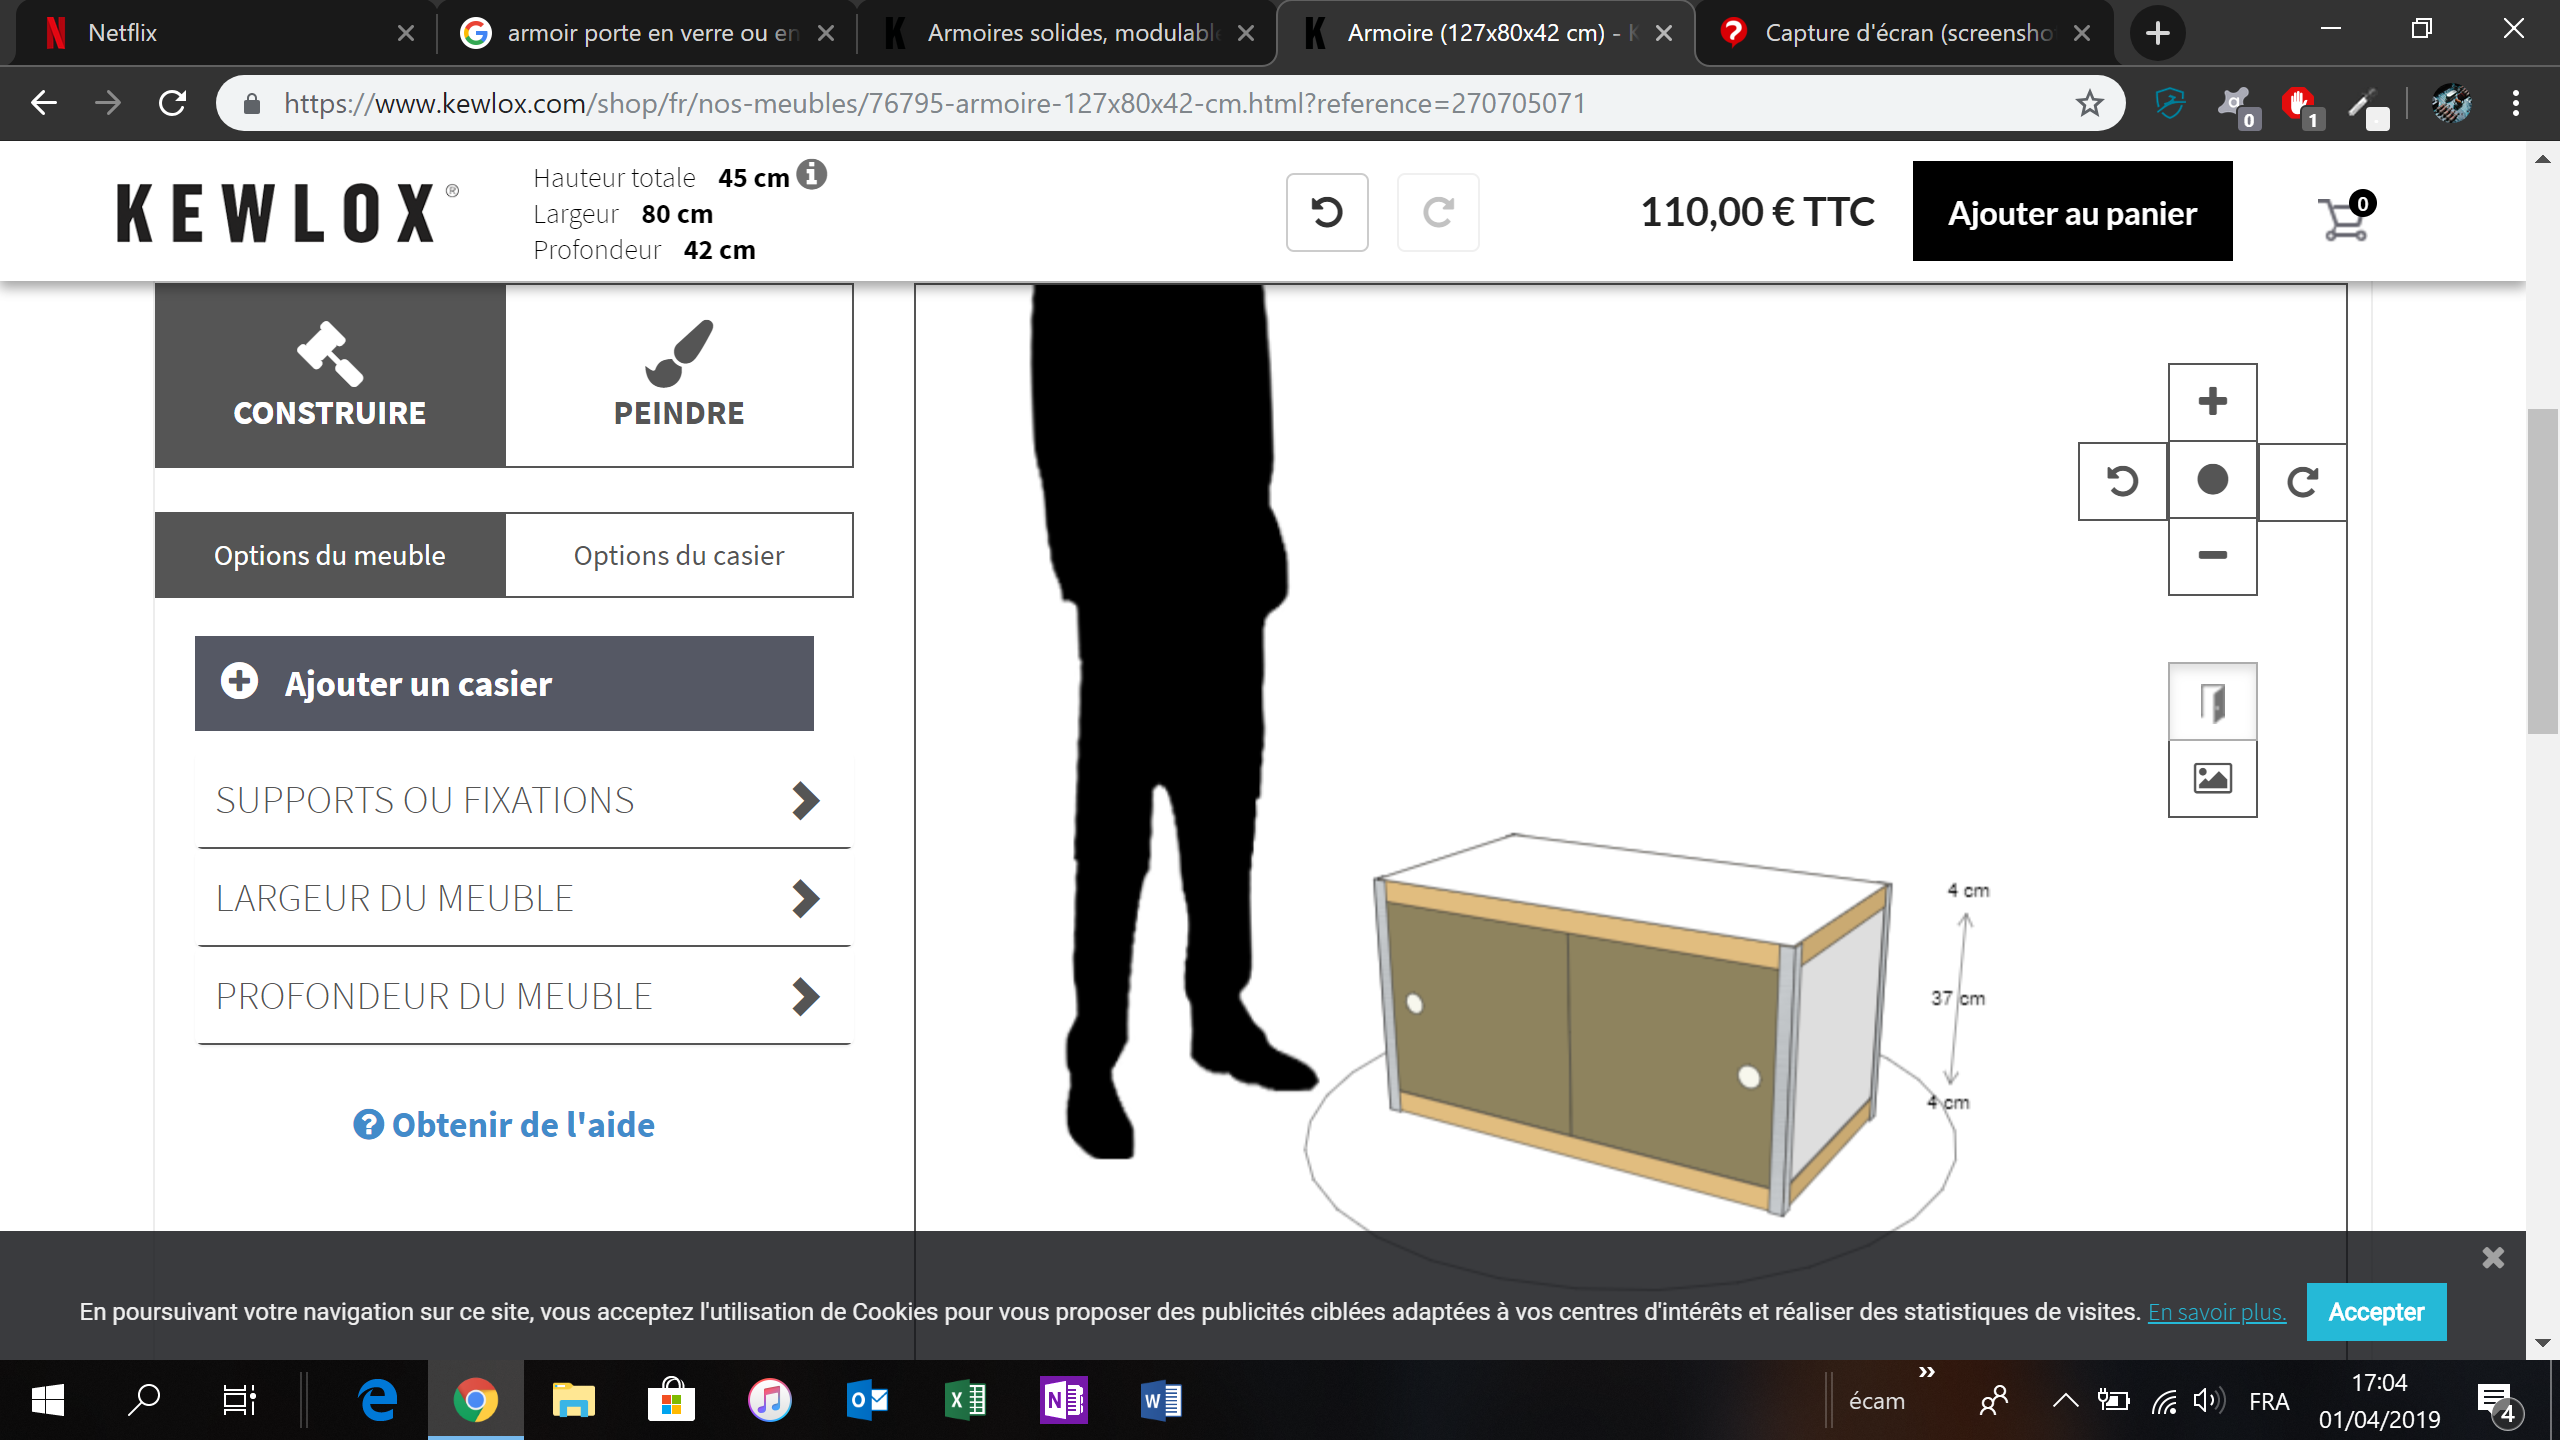 Netflix
armoir porte en verre ou en
Armoires solides, modulable
Armoire (127x80x42 cm) - K
Capture d'écran (screenshot
https://www.kewlox.com/shop/fr/nos-meubles/76795-armoire-127x80x42-cm.html?reference=270705071
0
1
KEWLOX®
Hauteur totale 45 cm
Largeur 80 cm
Profondeur 42 cm
110,00 € TTC
Ajouter au panier
0
CONSTRUIRE
PEINDRE
Options du meuble
Options du casier
Ajouter un casier
SUPPORTS OU FIXATIONS
LARGEUR DU MEUBLE
PROFONDEUR DU MEUBLE
Obtenir de l'aide
4 cm
37 cm
4 cm
En poursuivant votre navigation sur ce site, vous acceptez l'utilisation de Cookies pour vous proposer des publicités ciblées adaptées à vos centres d'intérêts et réaliser des statistiques de visites. En savoir plus.
Accepter
écam
FRA
17:04
01/04/2019
4